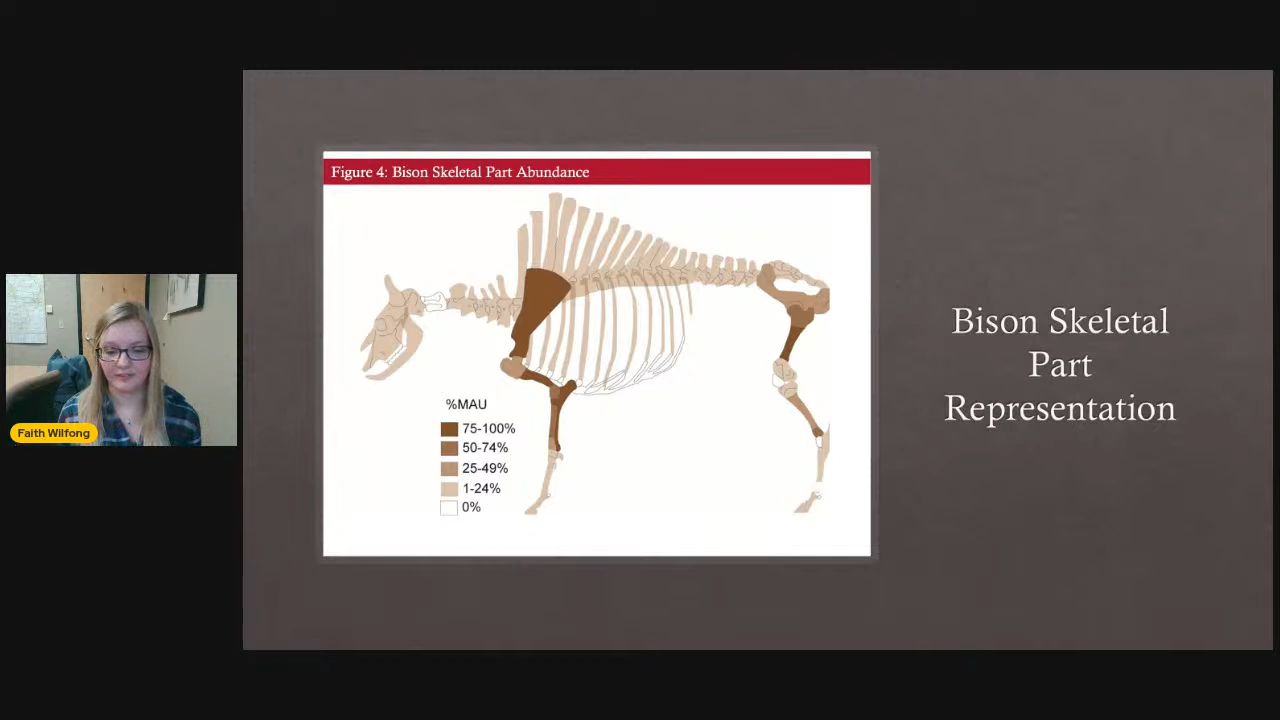 Figure 4: Bison Skeletal Part Abundance
%MAU
75-100%
50-74%
25-49%
1-24%
0%
Bison Skeletal
Part
Representation
Faith Wilfong